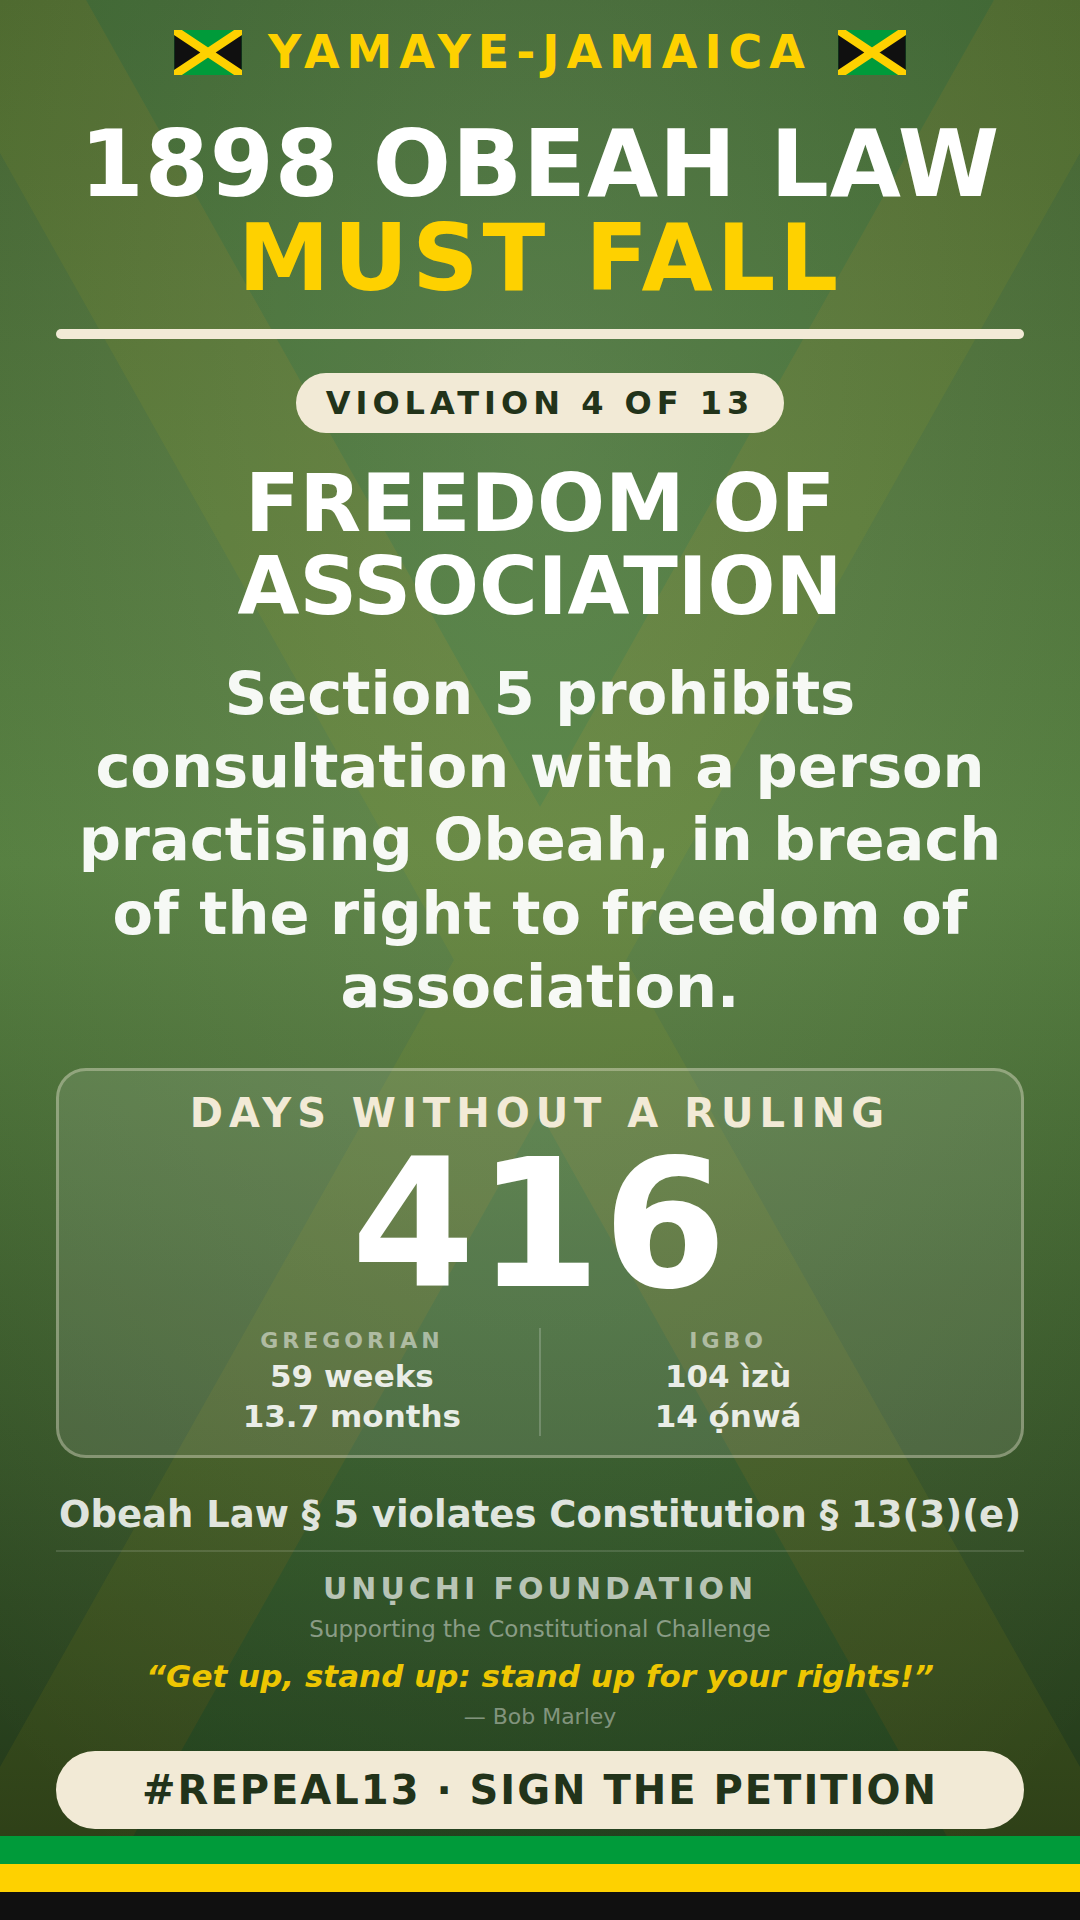 YAMAYE-JAMAICA
1898 OBEAH LAW
MUST FALL
VIOLATION 4 OF 13
FREEDOM OF
ASSOCIATION
Section 5 prohibits
consultation with a person
practising Obeah, in breach
of the right to freedom of
association.
DAYS WITHOUT A RULING
416
GREGORIAN
59 weeks
13.7 months
IGBO
104 ìzù
14 ọ́nwá
Obeah Law § 5 violates Constitution § 13(3)(e)
UNỤCHI FOUNDATION
Supporting the Constitutional Challenge
“Get up, stand up: stand up for your rights!”
— Bob Marley
#REPEAL13 · SIGN THE PETITION